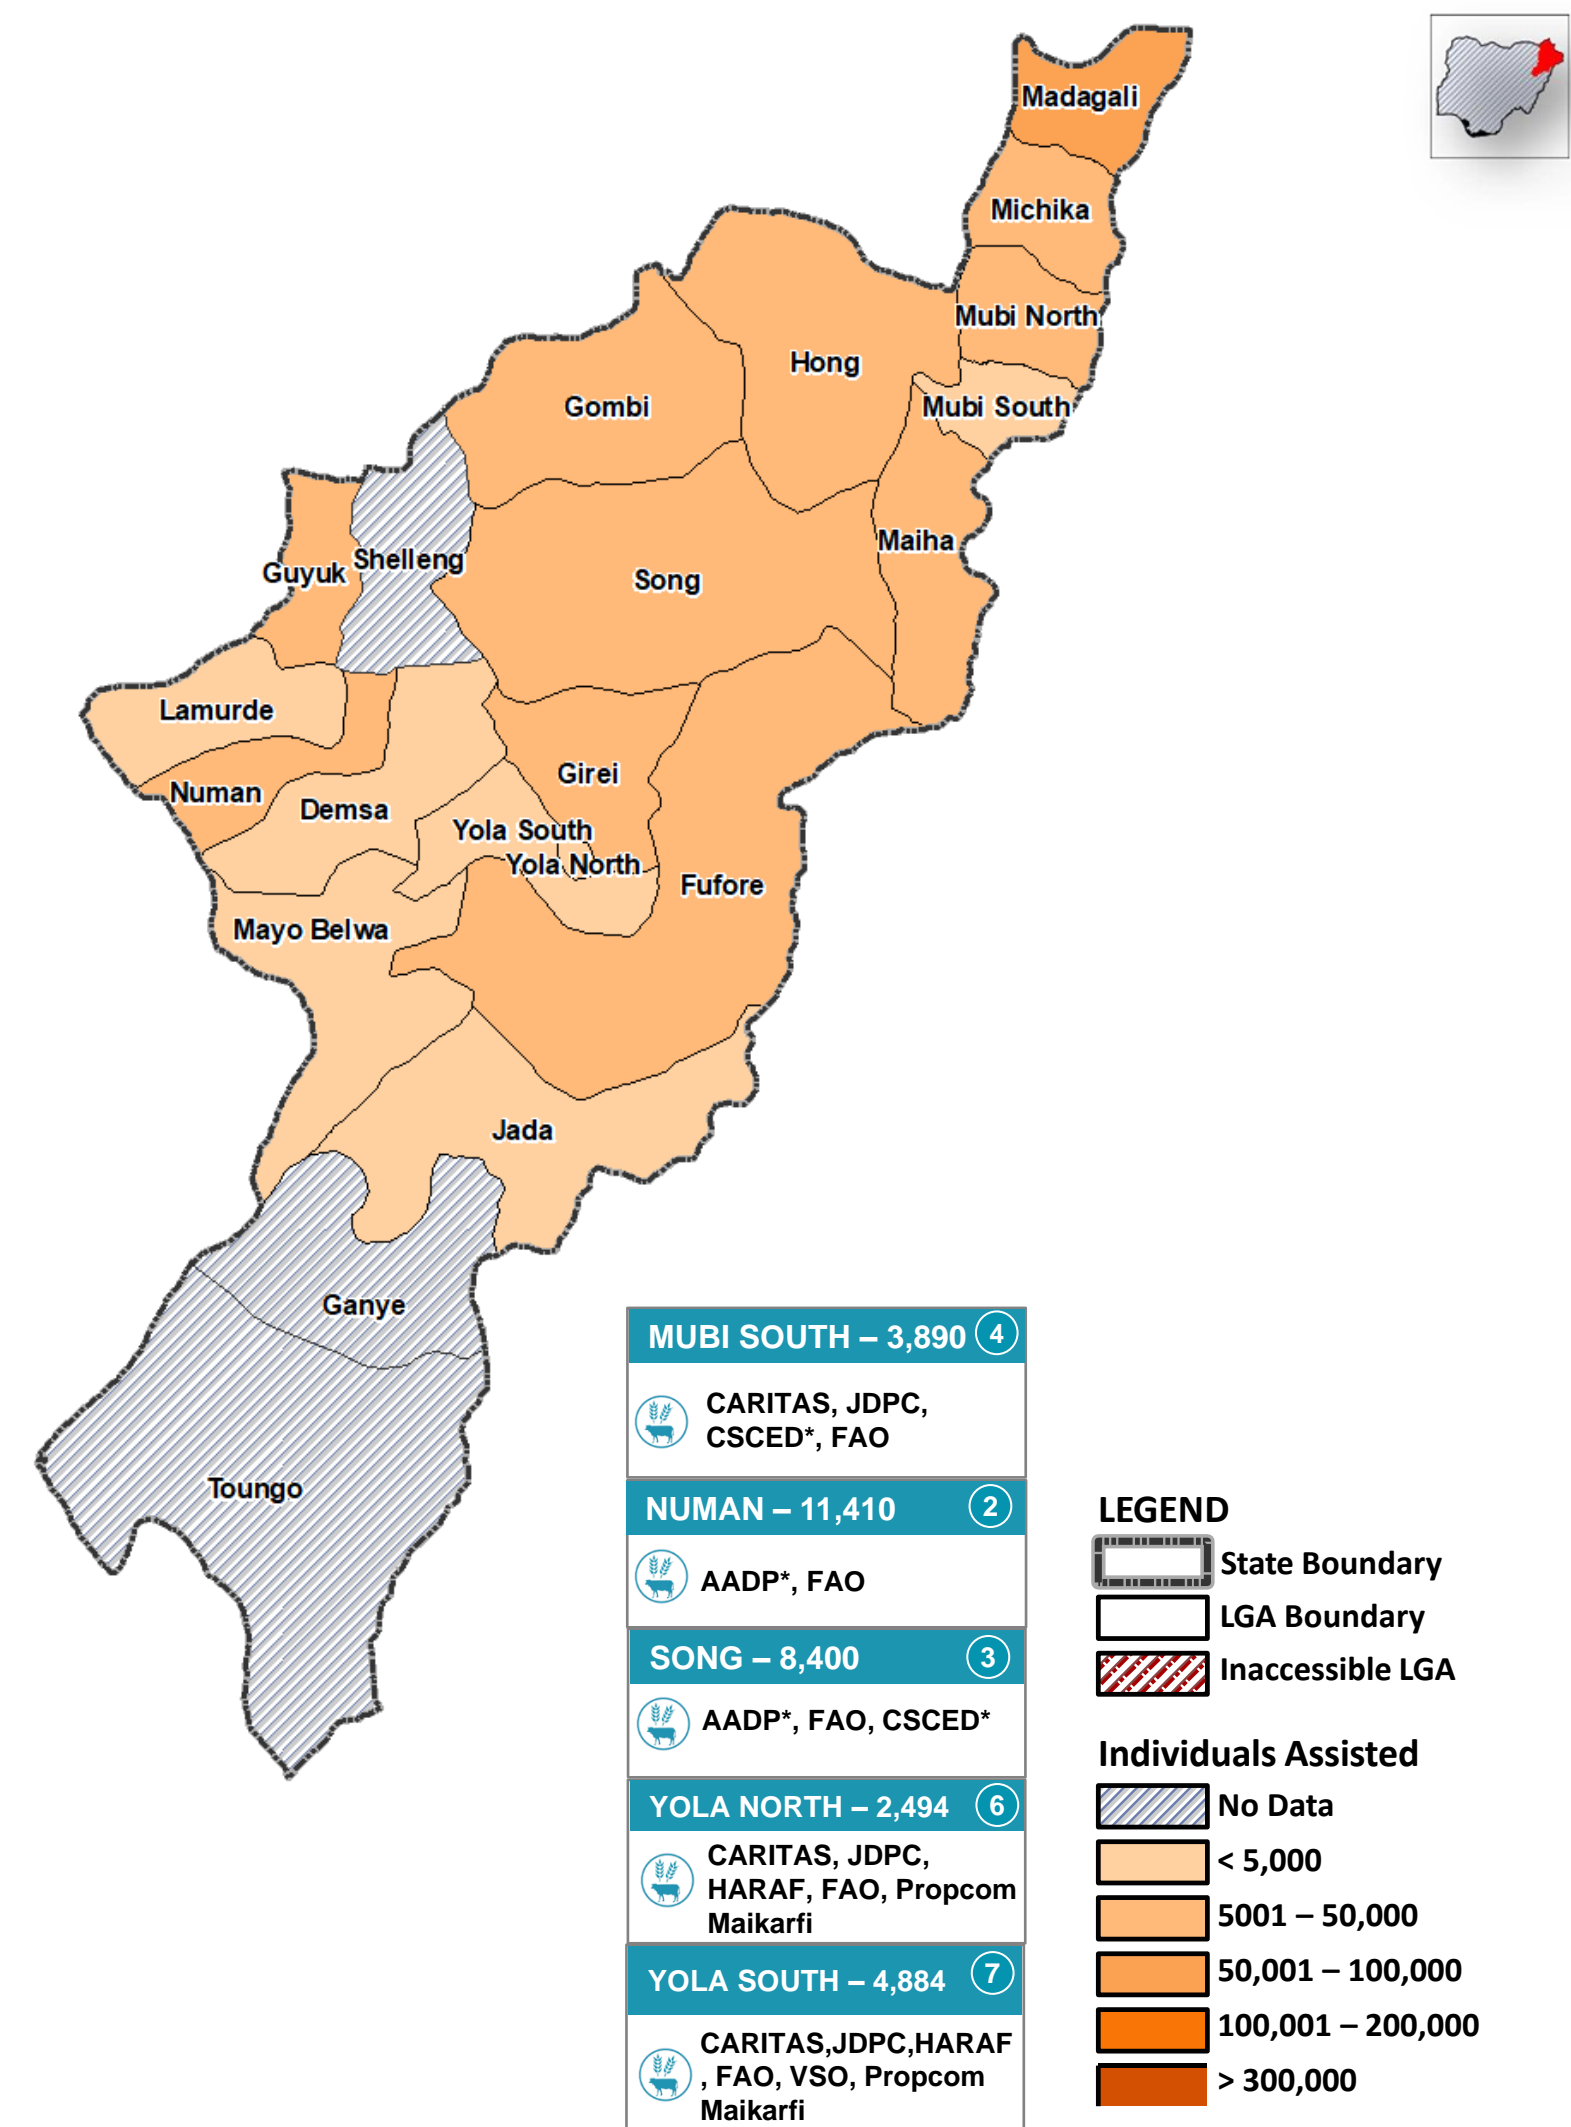 Madagali
Michika
Mubi North
Hong
Gombi
Mubi South
Maiha
Shelleng
Guyuk
Song
Lamurde
Girei
Numan
Demsa
Yola South
Yola North
Fufore
Mayo Belwa
Jada
Ganye
Toungo
MUBI SOUTH – 3,890 4
CARITAS, JDPC,
CSCED*, FAO
NUMAN – 11,410 2
AADP*, FAO
SONG – 8,400 3
AADP*, FAO, CSCED*
YOLA NORTH – 2,494 6
CARITAS, JDPC,
HARAF, FAO, Propcom
Maikarfi
YOLA SOUTH – 4,884 7
CARITAS,JDPC,HARAF
, FAO, VSO, Propcom
Maikarfi
LEGEND
State Boundary
LGA Boundary
Inaccessible LGA
Individuals Assisted
No Data
< 5,000
5001 – 50,000
50,001 – 100,000
100,001 – 200,000
> 300,000